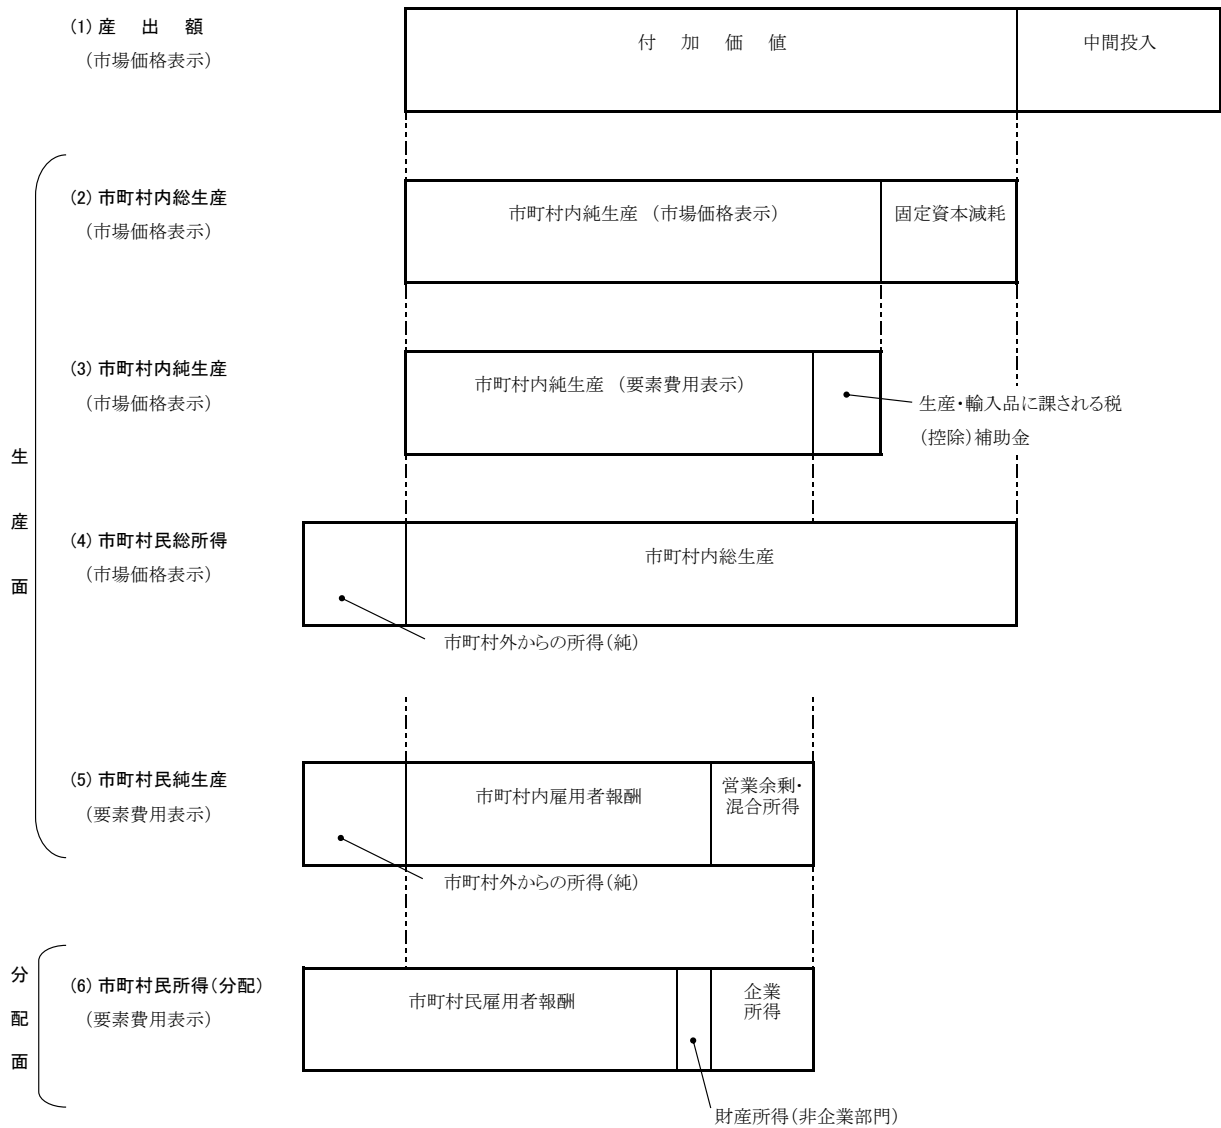 (1) 産 出 額
(市場価格表示)
付 加 価 値
中間投入
(2) 市町村内総生産
(市場価格表示)
市町村内純生産 (市場価格表示)
固定資本減耗
(3) 市町村内純生産
(市場価格表示)
市町村内純生産 (要素費用表示)
生産・輸入品に課される税
(控除)補助金
生産面
(4) 市町村民総所得
(市場価格表示)
市町村内総生産
市町村外からの所得(純)
(5) 市町村民純生産
(要素費用表示)
市町村内雇用者報酬
営業余剰・
混合所得
市町村外からの所得(純)
分配面
(6) 市町村民所得(分配)
(要素費用表示)
市町村民雇用者報酬
企業
所得
財産所得(非企業部門)